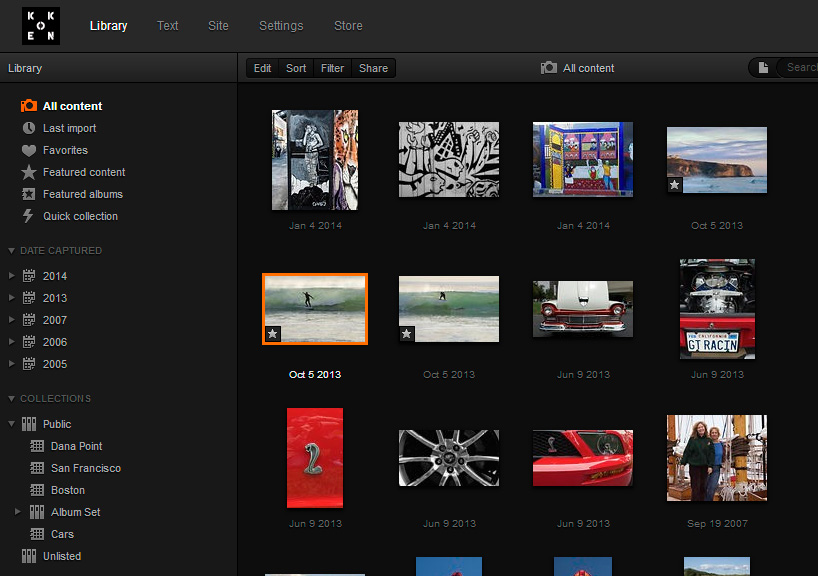 K K
O
E N
Library Text Site Settings Store
Library
Edit Sort Filter Share
All content
Search
All content
Last import
Favorites
Featured content
Featured albums
Quick collection
DATE CAPTURED
2014
2013
2007
2006
2005
COLLECTIONS
Public
Dana Point
San Francisco
Boston
Album Set
Cars
Unlisted
Jan 4 2014 Jan 4 2014 Jan 4 2014 Oct 5 2013
CALIFORNIA
GT RACIN
Oct 5 2013 Oct 5 2013 Jun 9 2013 Jun 9 2013
Jun 9 2013 Jun 9 2013 Jun 9 2013 Sep 19 2007